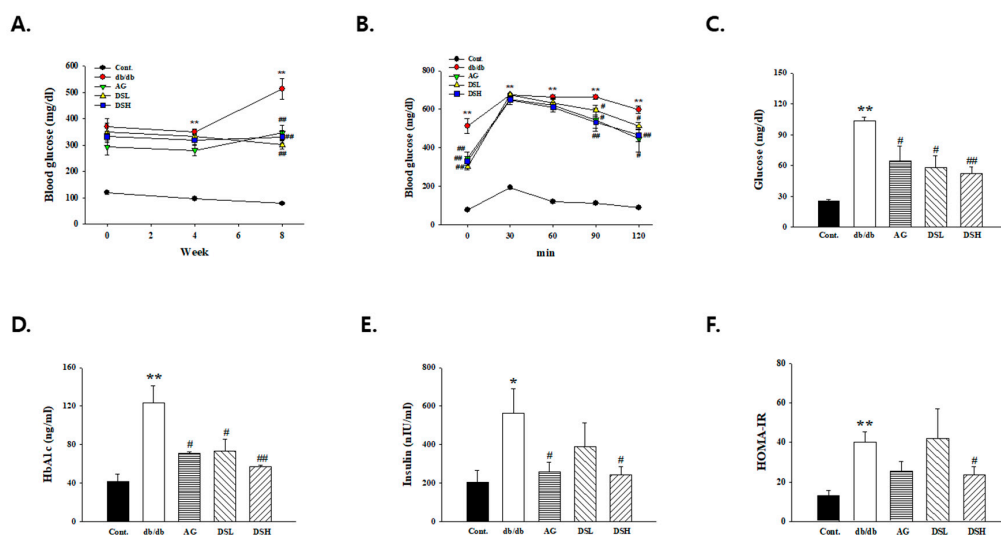 A.
Cont.
db/db
AG
DSL
DSH
Blood glucose (mg/dl)
600
500
400
300
200
100
0
**
**
##
##
##
0 2 4 6 8
Week
B.
Cont.
db/db
AG
DSL
DSH
Blood glucose (mg/dl)
800
600
400
200
0
**
**
**
**
**
##
##
##
#
#
##
#
##
#
0 30 60 90 120
min
C.
Glucose (mg/dl)
150
120
90
60
30
0
**
#
#
##
Cont. db/db AG DSL DSH
D.
HbA1c (ng/ml)
160
120
80
40
0
**
#
#
##
Cont. db/db AG DSL DSH
E.
Insulin (uIU/ml)
800
600
400
200
0
*
#
#
Cont. db/db AG DSL DSH
F.
HOMA-IR
80
60
40
20
0
**
#
Cont. db/db AG DSL DSH